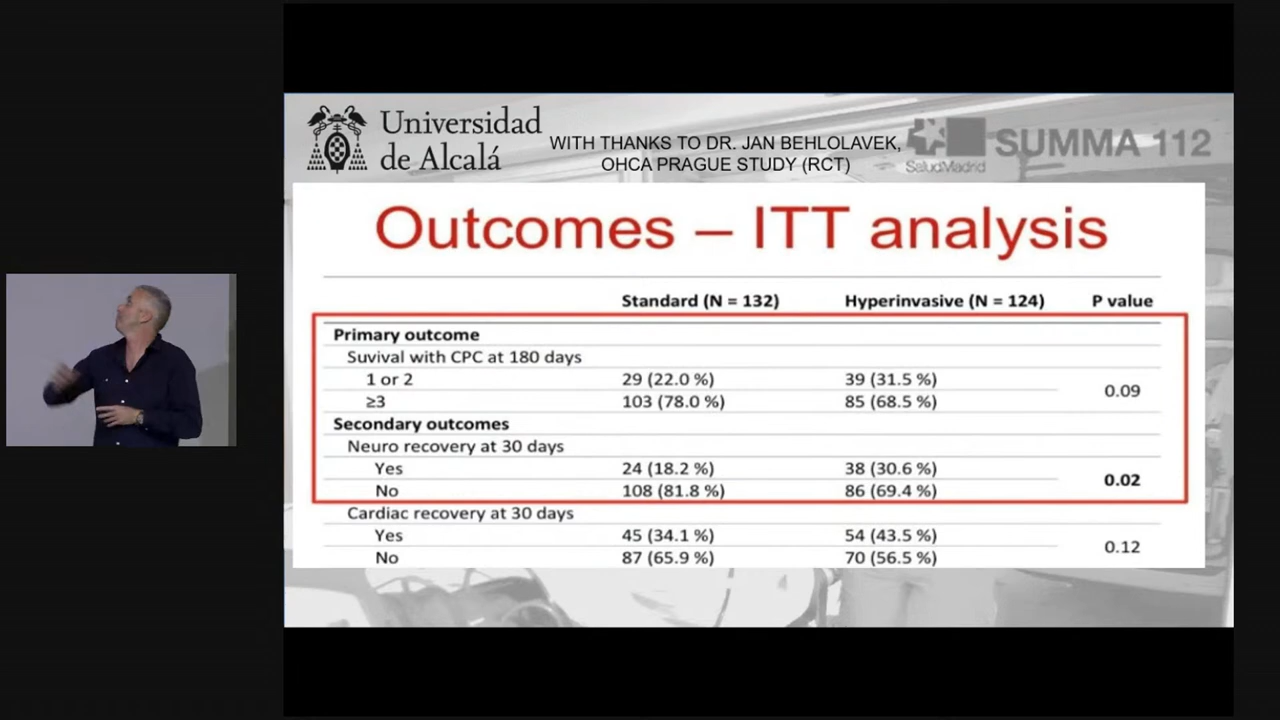 Universidad
de Alcalá
WITH THANKS TO DR. JAN BEHLOLAVEK,
OHCA PRAGUE STUDY (RCT)
SaludMadrid
SUMMA 112
Outcomes – ITT analysis
Standard (N = 132) Hyperinvasive (N = 124) P value
Primary outcome
Suvival with CPC at 180 days
1 or 2 29 (22.0 %) 39 (31.5 %)
0.09
≥3 103 (78.0 %) 85 (68.5 %)
Secondary outcomes
Neuro recovery at 30 days
Yes 24 (18.2 %) 38 (30.6 %)
0.02
No 108 (81.8 %) 86 (69.4 %)
Cardiac recovery at 30 days
Yes 45 (34.1 %) 54 (43.5 %)
0.12
No 87 (65.9 %) 70 (56.5 %)